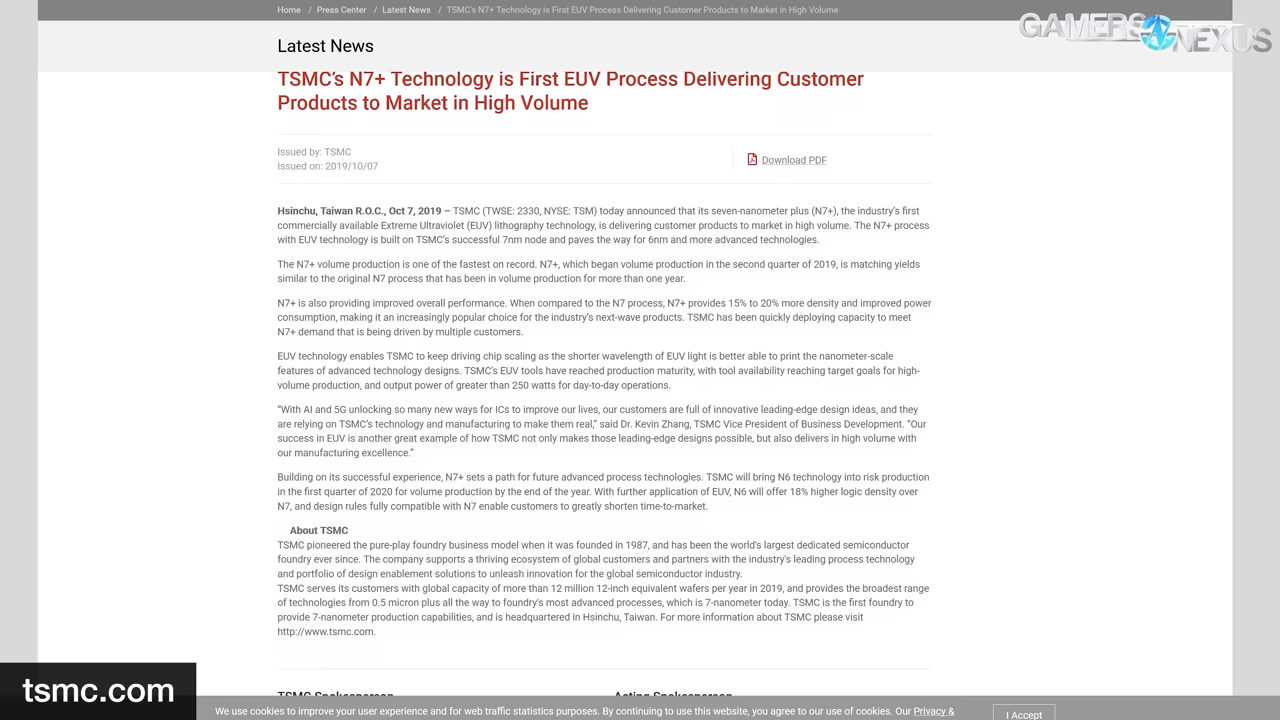 Home / Press Center / Latest News / TSMC's N7+ Technology is First EUV Process Delivering Customer Products to Market in High Volume
GAMERS NEXUS
Latest News
TSMC's N7+ Technology is First EUV Process Delivering Customer
Products to Market in High Volume
Issued by: TSMC
Issued on: 2019/10/07
Download PDF
Hsinchu, Taiwan R.O.C., Oct 7, 2019 – TSMC (TWSE: 2330, NYSE: TSM) today announced that its seven-nanometer plus (N7+), the industry's first
commercially available Extreme Ultraviolet (EUV) lithography technology, is delivering customer products to market in high volume. The N7+ process
with EUV technology is built on TSMC's successful 7nm node and paves the way for 6nm and more advanced technologies.
The N7+ volume production is one of the fastest on record. N7+, which began volume production in the second quarter of 2019, is matching yields
similar to the original N7 process that has been in volume production for more than one year.
N7+ is also providing improved overall performance. When compared to the N7 process, N7+ provides 15% to 20% more density and improved power
consumption, making it an increasingly popular choice for the industry's next-wave products. TSMC has been quickly deploying capacity to meet
N7+ demand that is being driven by multiple customers.
EUV technology enables TSMC to keep driving chip scaling as the shorter wavelength of EUV light is better able to print the nanometer-scale
features of advanced technology designs. TSMC's EUV tools have reached production maturity, with tool availability reaching target goals for high-
volume production, and output power of greater than 250 watts for day-to-day operations.
"With AI and 5G unlocking so many new ways for ICs to improve our lives, our customers are full of innovative leading-edge design ideas, and they
are relying on TSMC's technology and manufacturing to make them real," said Dr. Kevin Zhang, TSMC Vice President of Business Development. "Our
success in EUV is another great example of how TSMC not only makes those leading-edge designs possible, but also delivers in high volume with
our manufacturing excellence."
Building on its successful experience, N7+ sets a path for future advanced process technologies. TSMC will bring N6 technology into risk production
in the first quarter of 2020 for volume production by the end of the year. With further application of EUV, N6 will offer 18% higher logic density over
N7, and design rules fully compatible with N7 enable customers to greatly shorten time-to-market.
About TSMC
TSMC pioneered the pure-play foundry business model when it was founded in 1987, and has been the world's largest dedicated semiconductor
foundry ever since. The company supports a thriving ecosystem of global customers and partners with the industry's leading process technology
and portfolio of design enablement solutions to unleash innovation for the global semiconductor industry.
TSMC serves its customers with global capacity of more than 12 million 12-inch equivalent wafers per year in 2019, and provides the broadest range
of technologies from 0.5 micron plus all the way to foundry's most advanced processes, which is 7-nanometer today. TSMC is the first foundry to
provide 7-nanometer production capabilities, and is headquartered in Hsinchu, Taiwan. For more information about TSMC please visit
http://www.tsmc.com.
TSMC Spokesperson
Acting Spokesperson
tsmc.com
We use cookies to improve your user experience and for web traffic statistics purposes. By continuing to use this website, you agree to our use of cookies. Our Privacy &
I Accept